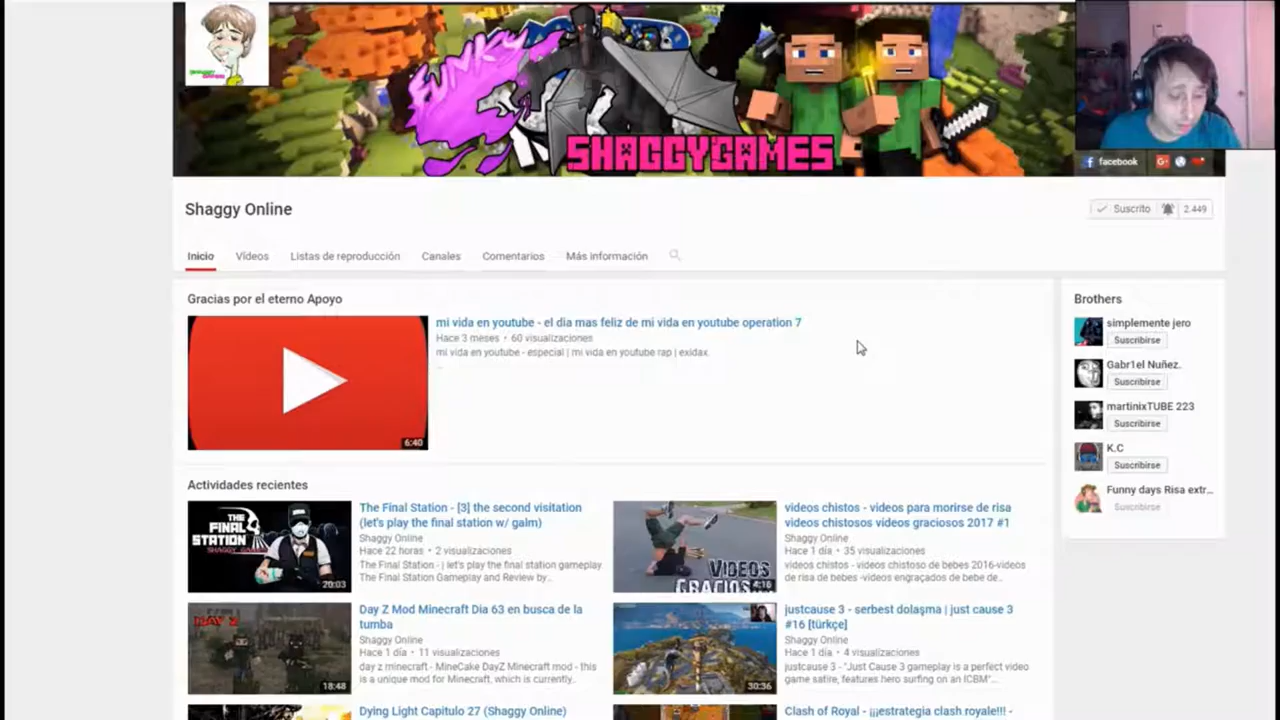 SHAGGYGAMES
facebook
Shaggy Online
Suscrito 2.449
Inicio Vídeos Listas de reproducción Canales Comentarios Más información
Gracias por el eterno Apoyo
mi vida en youtube - el dia mas feliz de mi vida en youtube operation 7
Hace 3 meses • 60 visualizaciones
mi vida en youtube - especial | mi vida en youtube rap | exidax.
...
6:40
Brothers
simplemente jero
Suscribirse
Gabr1el Nuñez.
Suscribirse
martinixTUBE 223
Suscribirse
K.C
Suscribirse
Funny days Risa extr...
Suscribirse
Actividades recientes
THE FINAL STATION
20:03
The Final Station - [3] the second visitation
(let's play the final station w/ galm)
Shaggy Online
Hace 22 horas • 2 visualizaciones
The Final Station - | let's play the final station gameplay
The Final Station Gameplay and Review by...
VIDEOS
GRACIOS
4:16
videos chistos - videos para morirse de risa
videos chistosos videos graciosos 2017 #1
Shaggy Online
Hace 1 día • 35 visualizaciones
videos chistos - videos chistoso de bebes 2016-videos
de risa de bebes -videos engraçados de bebe de...
DAY Z
18:48
Day Z Mod Minecraft Dia 63 en busca de la
tumba
Shaggy Online
Hace 1 día • 11 visualizaciones
day z minecraft - MineCake DayZ Minecraft mod - this
is a unique mod for Minecraft, which is currently..
30:36
justcause 3 - serbest dolaşma | just cause 3
#16 [türkçe]
Shaggy Online
Hace 1 día • 4 visualizaciones
justcause 3 - "Just Cause 3 gameplay is a perfect video
game satire, features hero surfing on an ICBM"...
Dying Light Capitulo 27 (Shaggy Online)
Clash of Royal - ¡¡¡estrategia clash royale!!! -